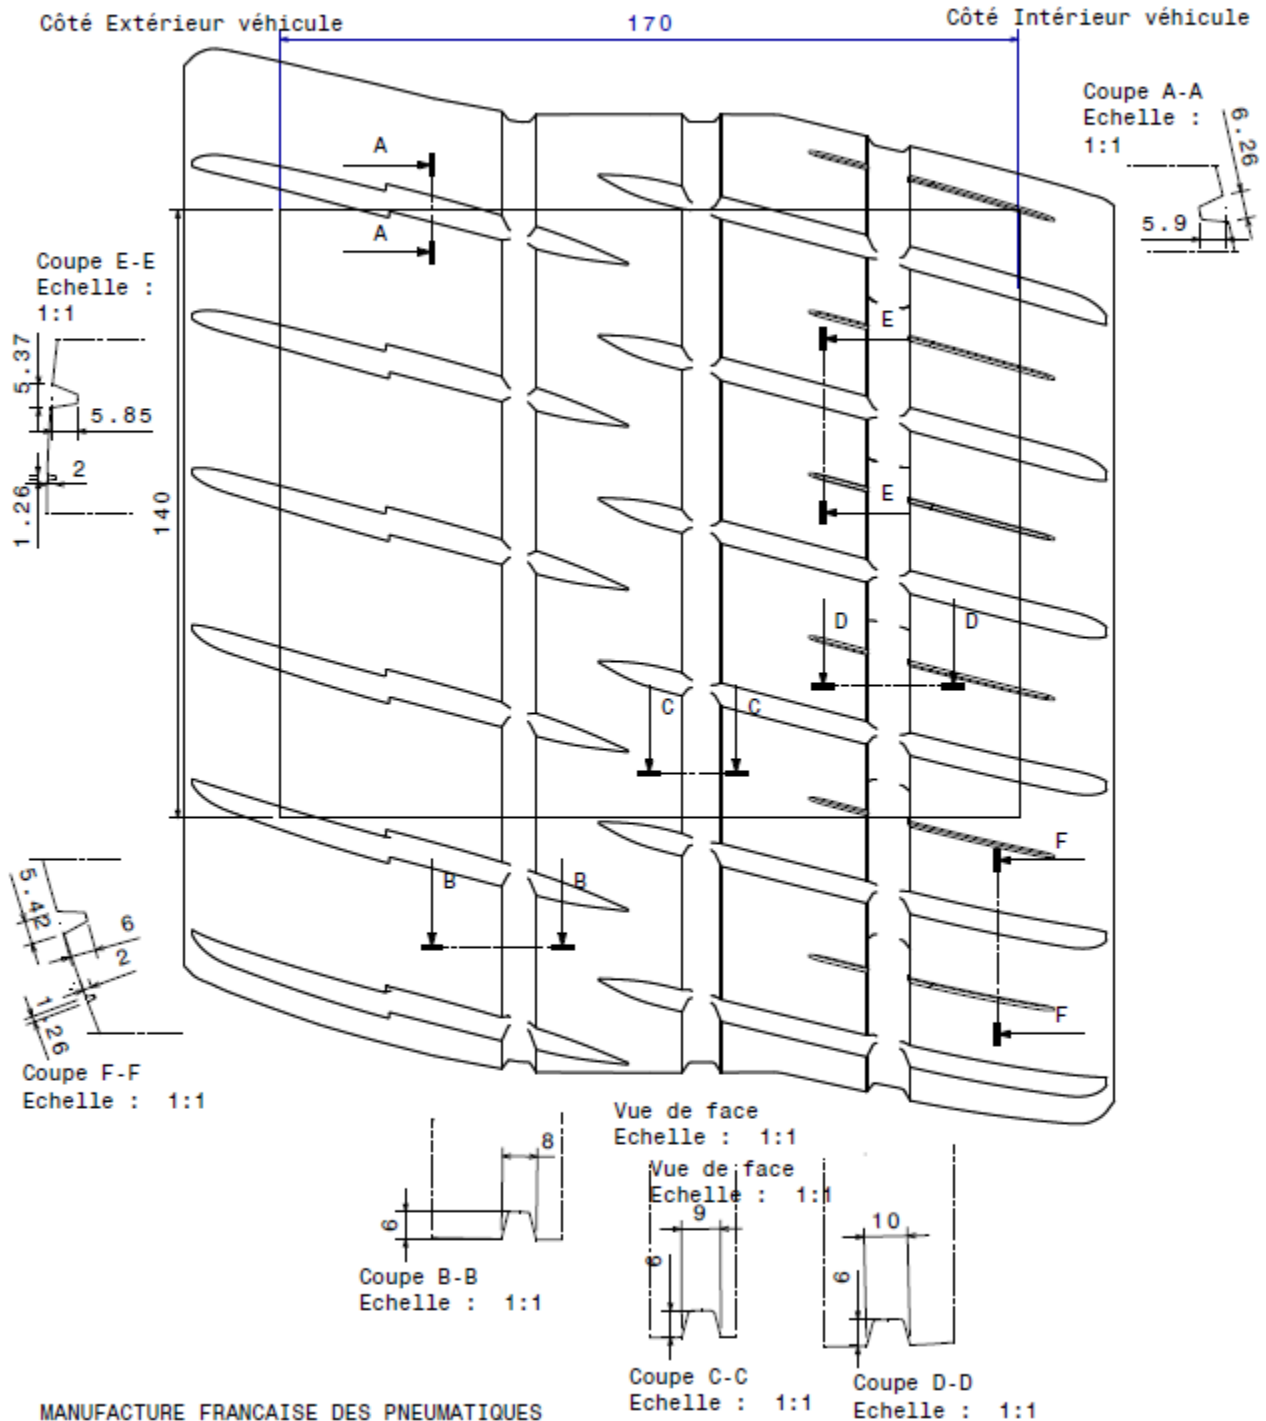 Côté Extérieur véhicule
170
Côté Intérieur véhicule
Coupe A-A
Echelle :
1:1
6.26
5.9
A
A
Coupe E-E
Echelle :
1:1
5.37
5.85
2
1.26
140
E
E
D
D
C
C
B
B
F
F
5.42
6
2
1.26
Coupe F-F
Echelle : 1:1
Vue de face
Echelle : 1:1
Vue de face
Echelle : 1:1
8
6
Coupe B-B
Echelle : 1:1
9
6
Coupe C-C
Echelle : 1:1
10
6
Coupe D-D
Echelle : 1:1
MANUFACTURE FRANCAISE DES PNEUMATIQUES